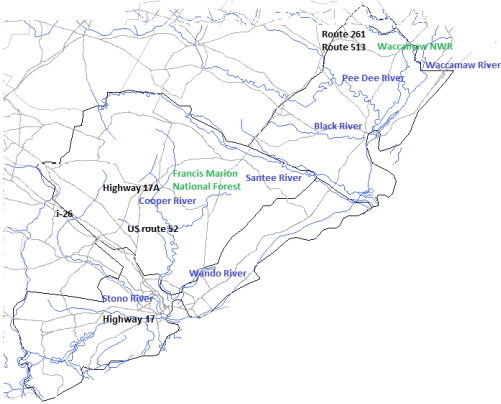 Route 261
Route 513
Waccamaw NWR
Waccamaw River
Pee Dee River
Black River
Francis Marion
National Forest
Santee River
Highway 17A
Cooper River
i-26
US route 52
Wando River
Stono River
Highway 17